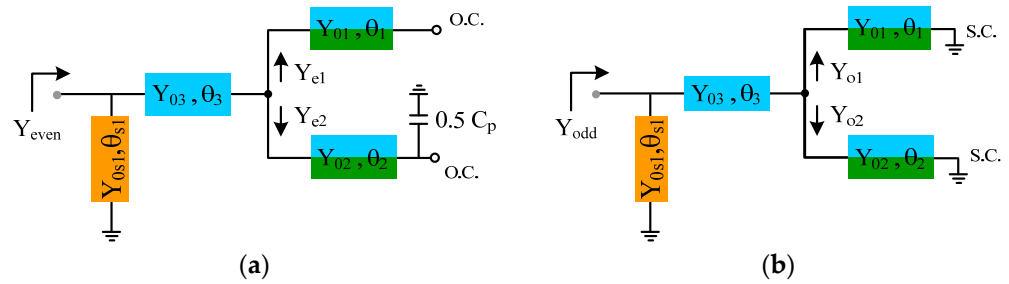 Y01 , θ1
O.C.
Ye1
Y03 , θ3
Yeven
Ye2
0.5 Cp
Y0s1,θs1
Y02 , θ2
O.C.
(a)
Y01 , θ1
S.C.
Yo1
Y03 , θ3
Yodd
Yo2
Y0s1,θs1
Y02 , θ2
S.C.
(b)